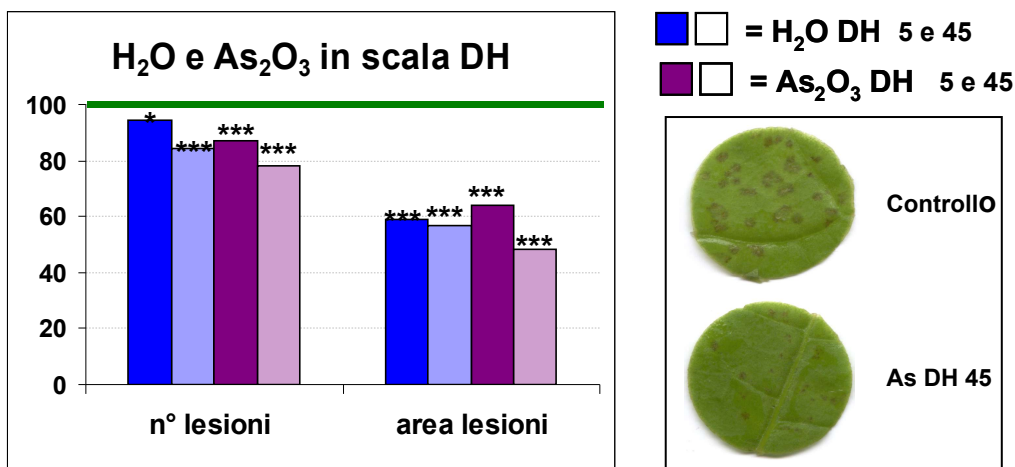 H₂O e As₂O₃ in scala DH
100
80
60
40
20
0
*
***
***
***
***
***
***
***
n° lesioni
area lesioni
= H₂O DH 5 e 45
= As₂O₃ DH 5 e 45
Controllo
As DH 45